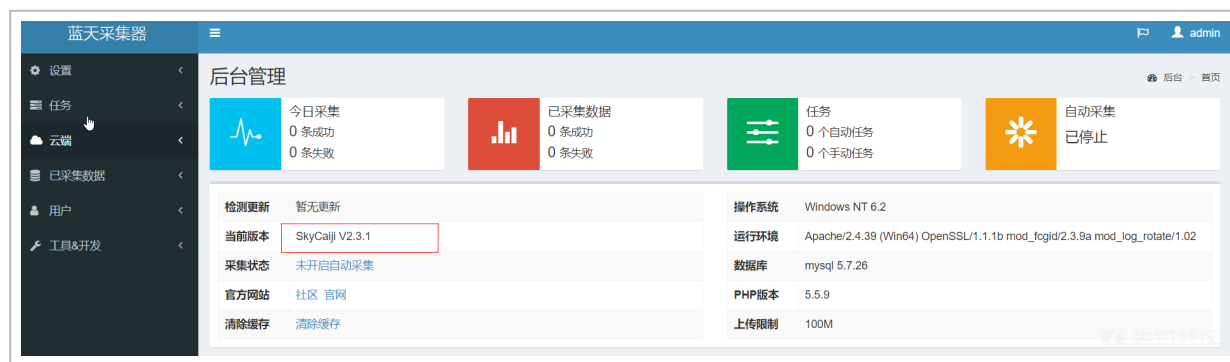 蓝天采集器
admin
设置
任务
云端
已采集数据
用户
工具&开发
后台管理
后台 > 首页
今日采集
0 条成功
0 条失败
已采集数据
0 条成功
0 条失败
任务
0 个自动任务
0 个手动任务
自动采集
已停止
检测更新 暂无更新
当前版本 SkyCaiji V2.3.1
采集状态 未开启自动采集
官方网站 社区 官网
清除缓存 清除缓存
操作系统 Windows NT 6.2
运行环境 Apache/2.4.39 (Win64) OpenSSL/1.1.1b mod_fcgid/2.3.9a mod_log_rotate/1.02
数据库 mysql 5.7.26
PHP版本 5.5.9
上传限制 100M
先知社区